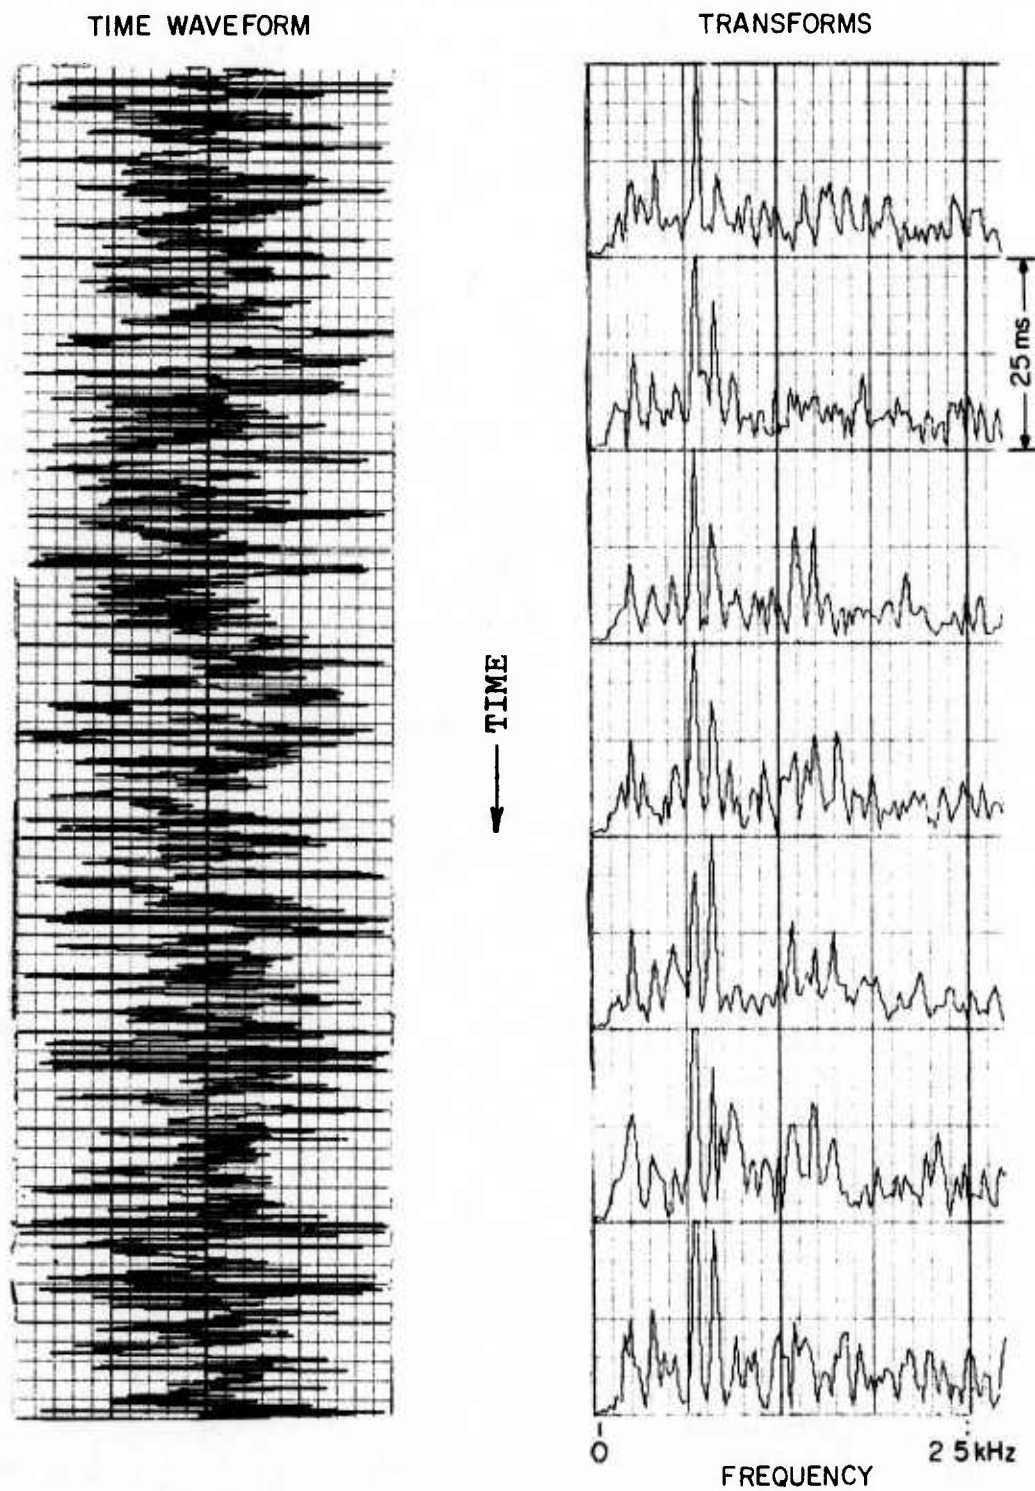 TIME WAVEFORM
TRANSFORMS
25 ms
TIME
0
2 5 kHz
FREQUENCY